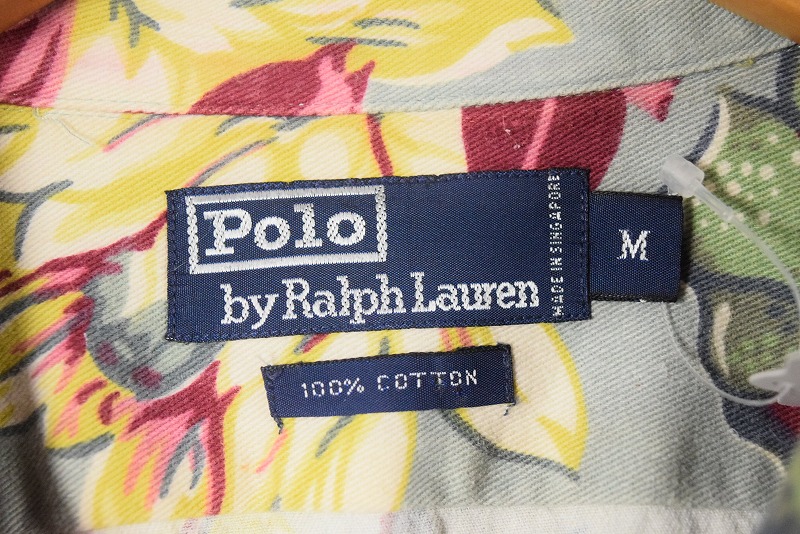 Polo
by Ralph Lauren
MADE IN SINGAPORE
M
100% COTTON